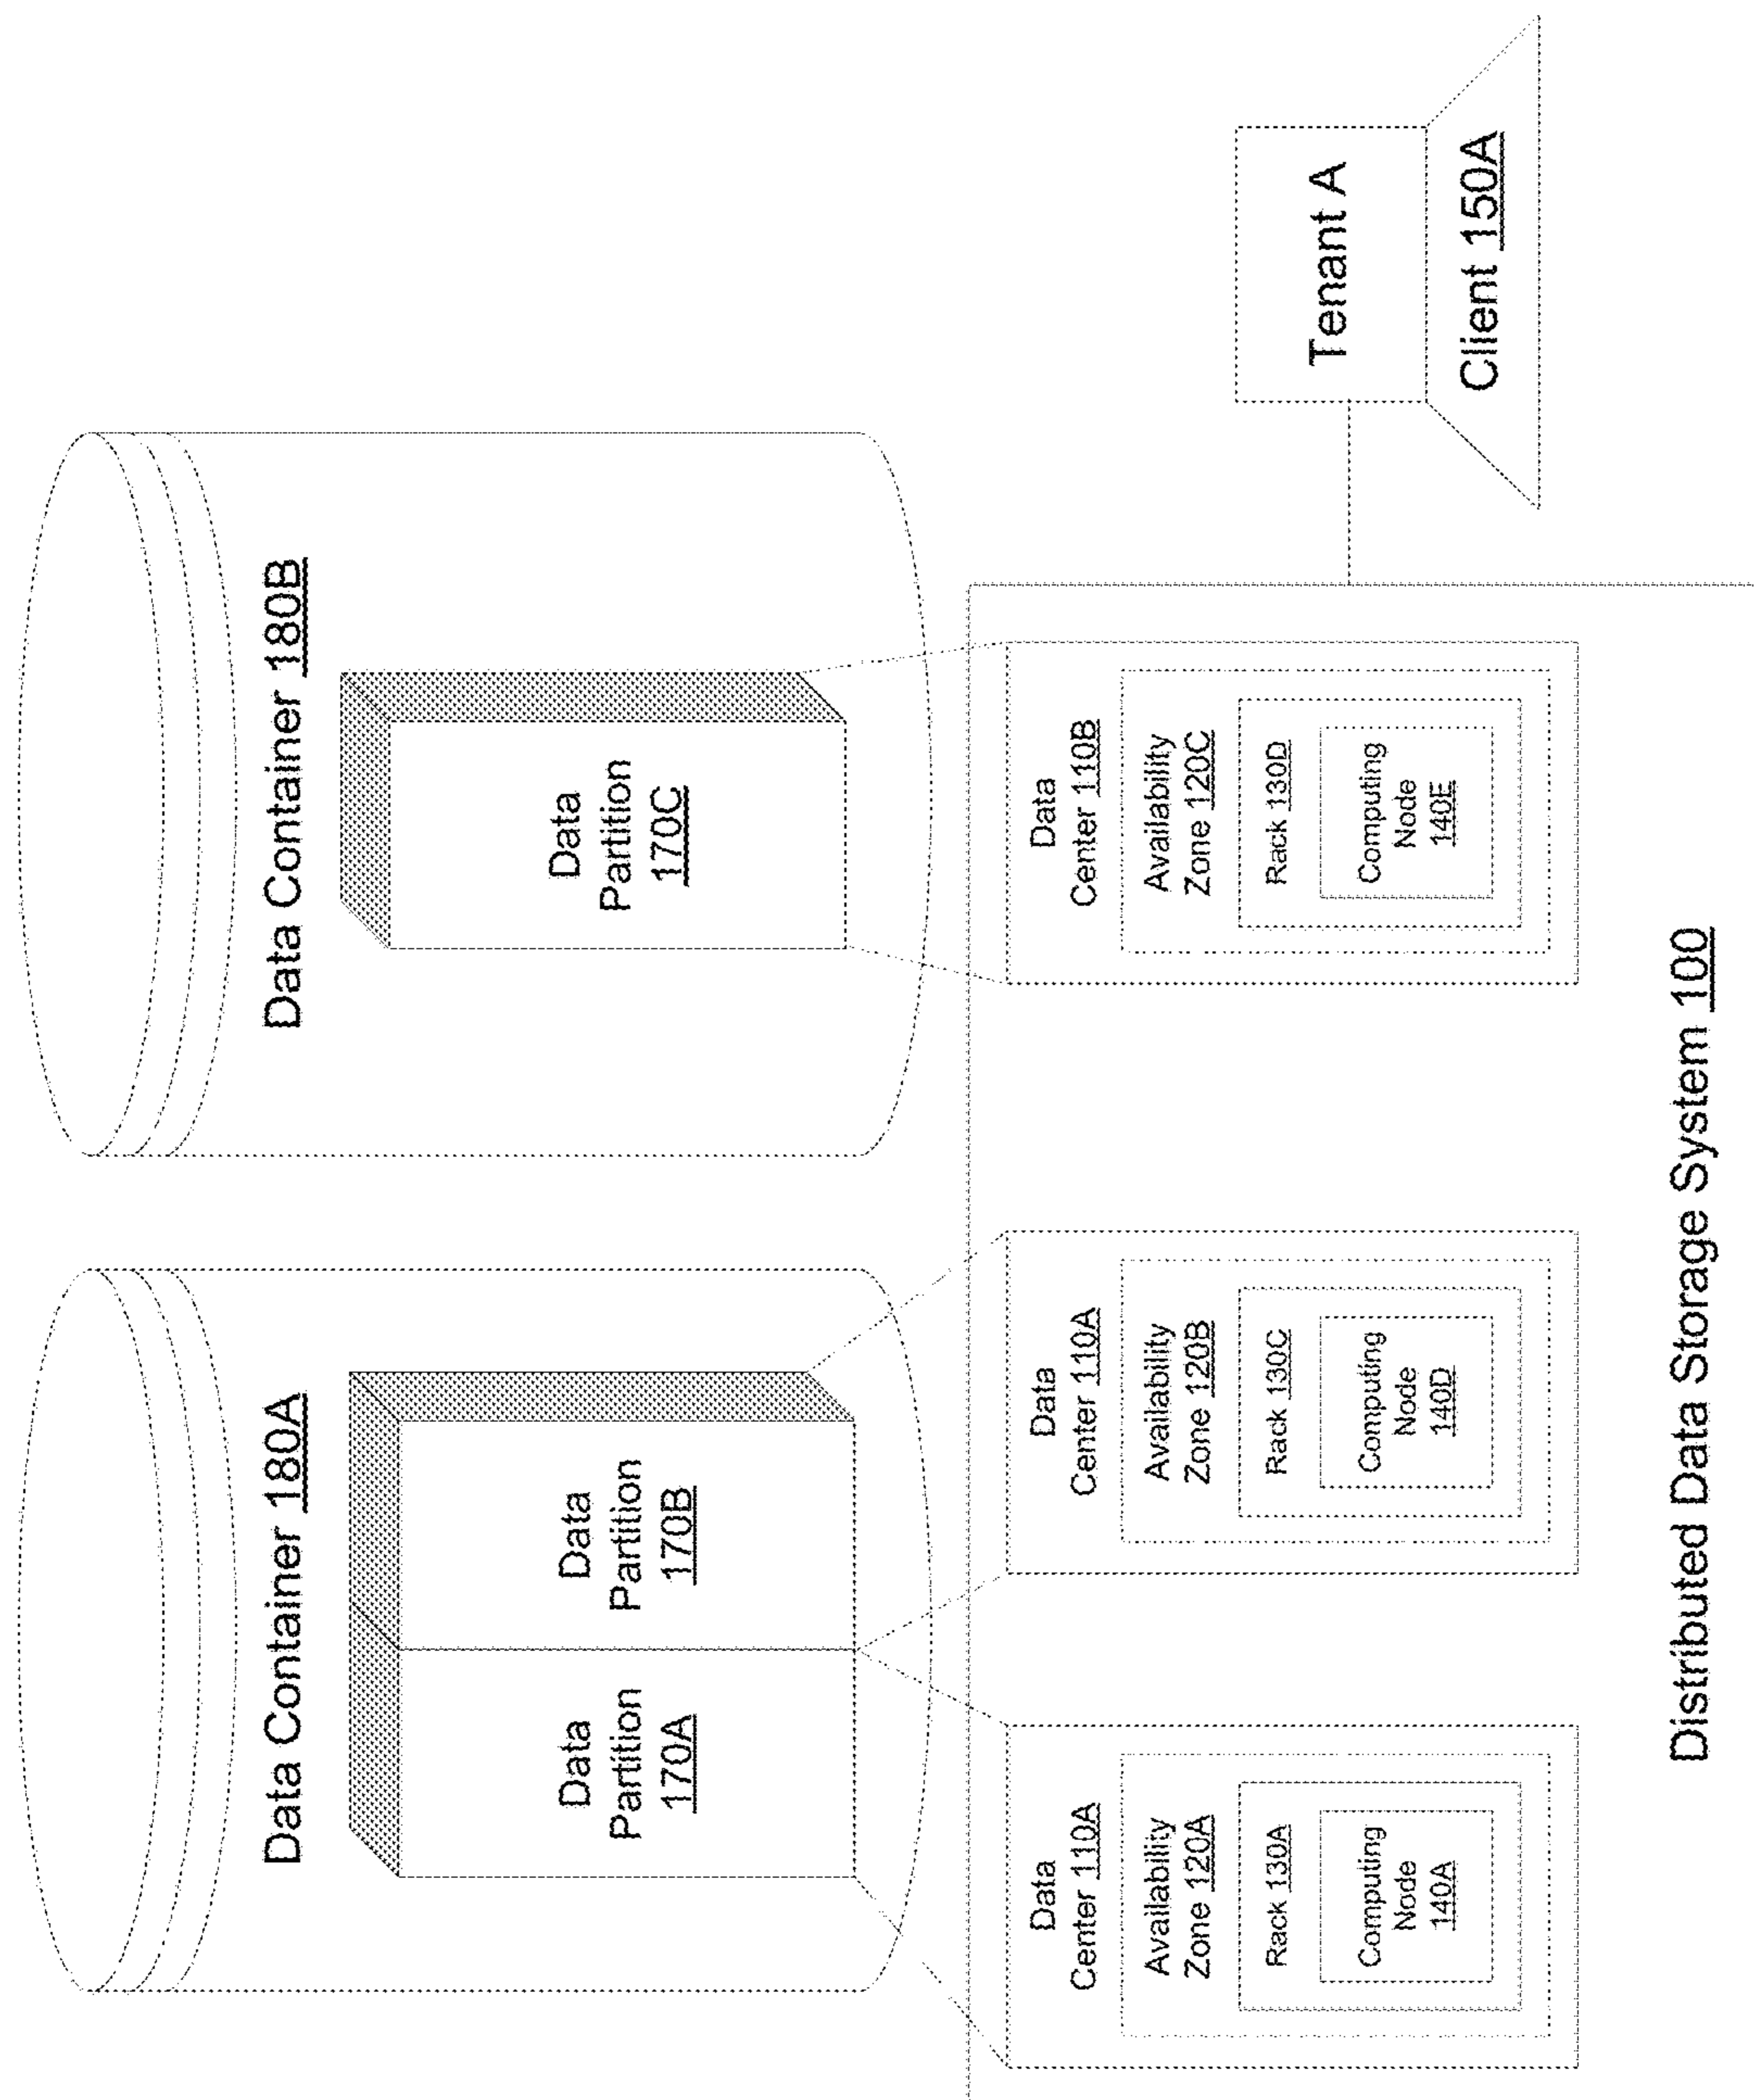 Data Container 180A
Data
Partition
170A
Data
Partition
170B
Data Container 180B
Data
Partition
170C
Data
Center 110A
Availability
Zone 120A
Rack 130A
Computing
Node
140A
Data
Center 110A
Availability
Zone 120B
Rack 130C
Computing
Node
140D
Data
Center 110B
Availability
Zone 120C
Rack 130D
Computing
Node
140E
Tenant A
Client 150A
Distributed Data Storage System 100